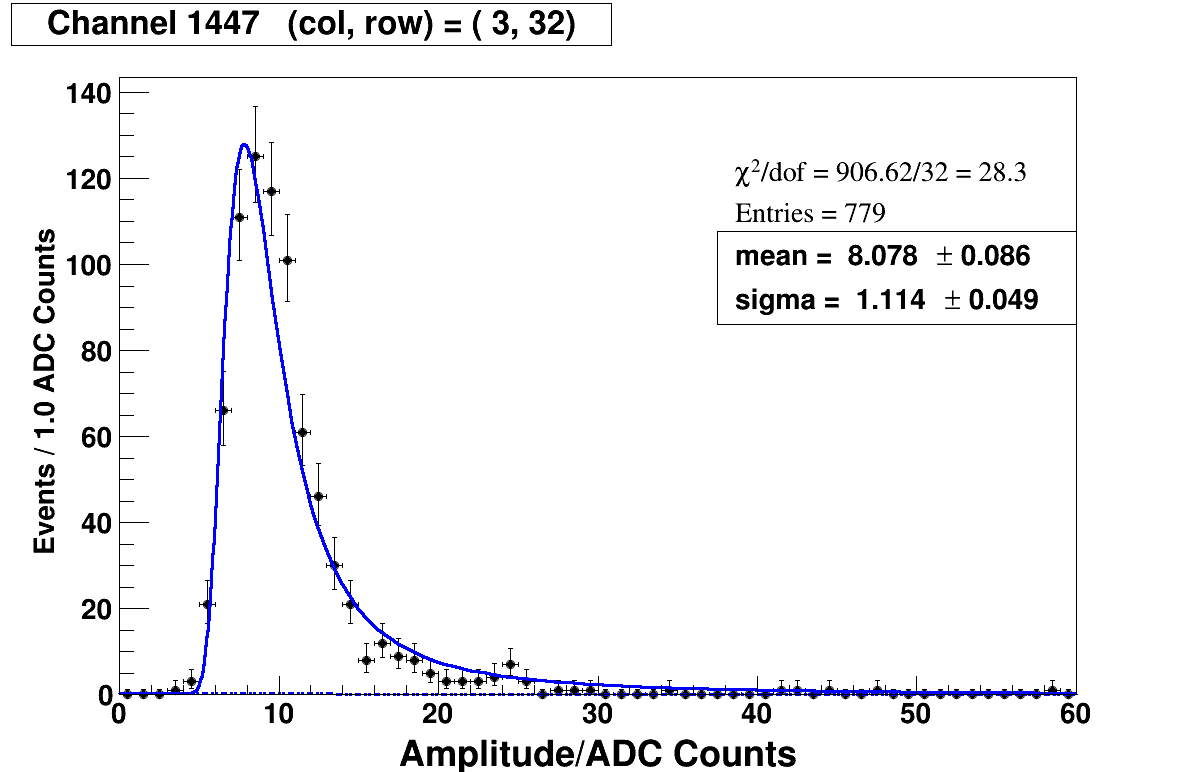 Channel 1447 (col, row) = ( 3, 32)
χ²/dof = 906.62/32 = 28.3
Entries = 779
mean = 8.078 ± 0.086
sigma = 1.114 ± 0.049
Events / 1.0 ADC Counts
140
120
100
80
60
40
20
0
0 10 20 30 40 50 60
Amplitude/ADC Counts